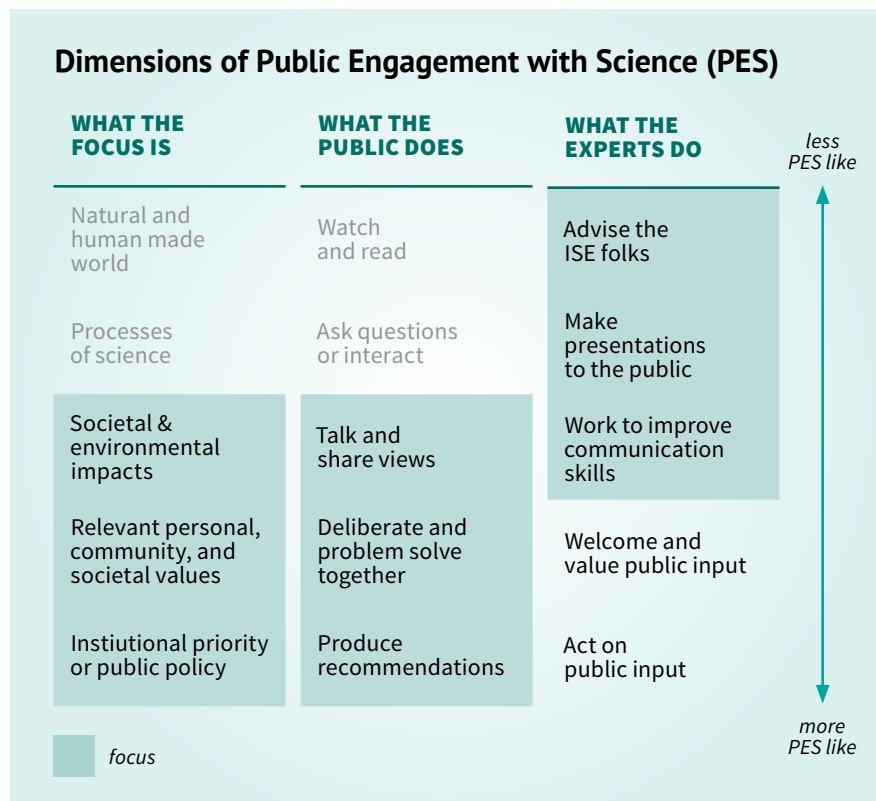 Dimensions of Public Engagement with Science (PES)
WHAT THE
FOCUS IS
Natural and
human made
world
Processes
of science
Societal &
environmental
impacts
Relevant personal,
community, and
societal values
Instiutional priority
or public policy
WHAT THE
PUBLIC DOES
Watch
and read
Ask questions
or interact
Talk and
share views
Deliberate and
problem solve
together
Produce
recommendations
WHAT THE
EXPERTS DO
Advise the
ISE folks
Make
presentations
to the public
Work to improve
communication
skills
Welcome and
value public input
Act on
public input
less
PES like
more
PES like
focus